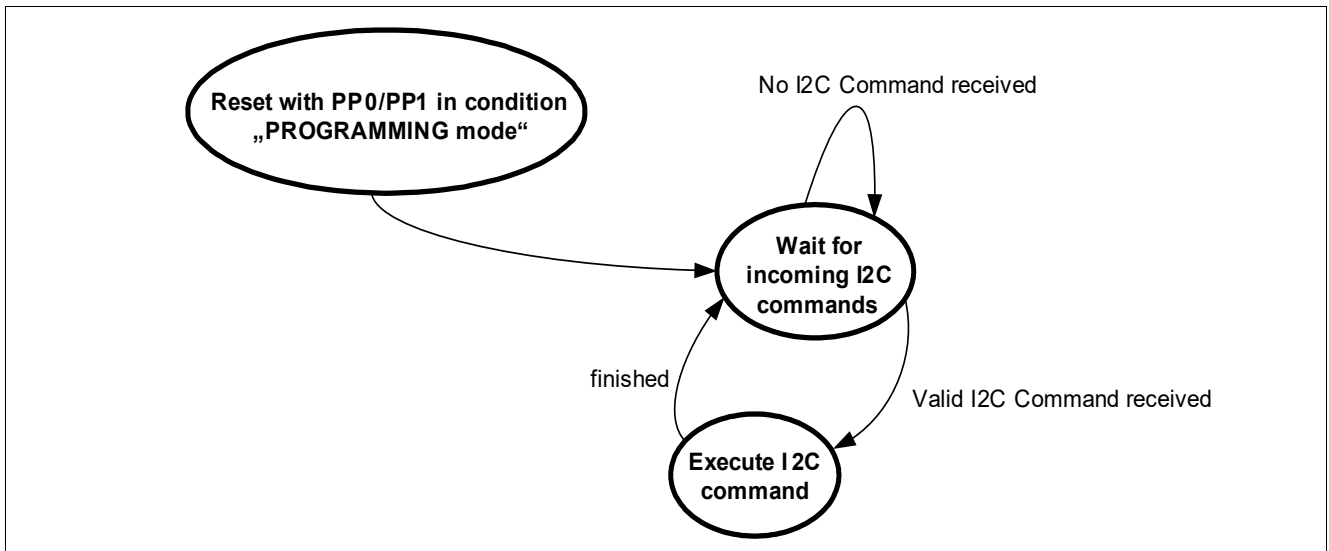 Reset with PP0/PP1 in condition
„PROGRAMMING mode“
No I2C Command received
Wait for
incoming I2C
commands
finished
Valid I2C Command received
Execute I2C
command